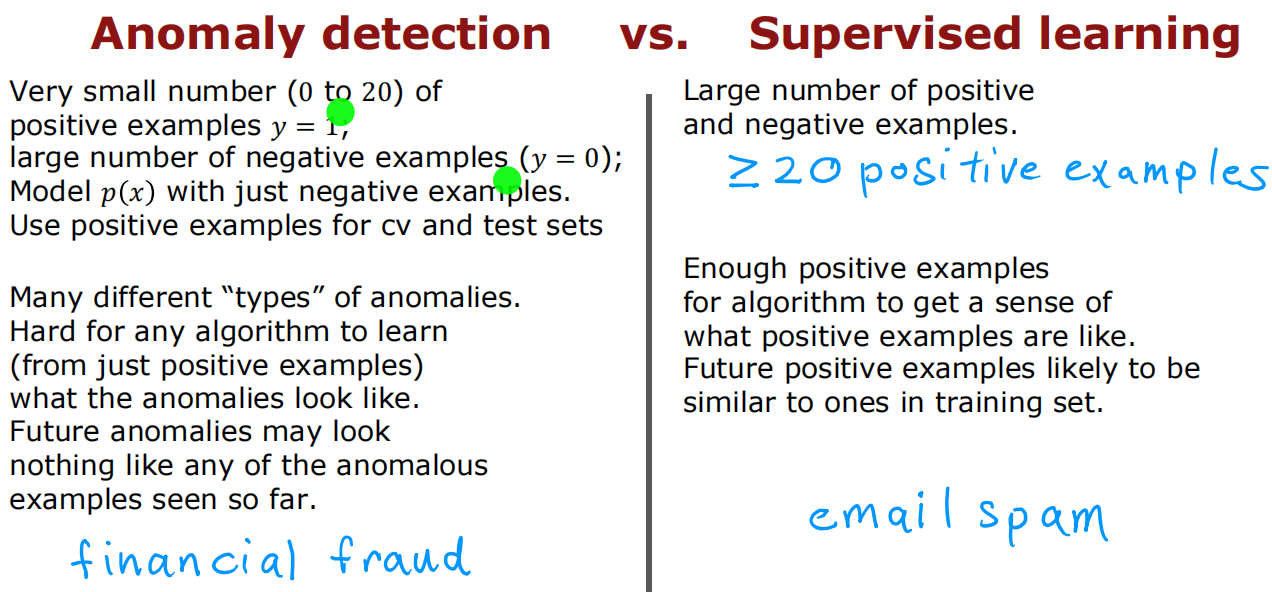 Anomaly detection vs. Supervised learning
Very small number (0 to 20) of
positive examples y = 1;
large number of negative examples (y = 0);
Model p(x) with just negative examples.
Use positive examples for cv and test sets
Many different “types” of anomalies.
Hard for any algorithm to learn
(from just positive examples)
what the anomalies look like.
Future anomalies may look
nothing like any of the anomalous
examples seen so far.
financial fraud
Large number of positive
and negative examples.
≥20 positive examples
Enough positive examples
for algorithm to get a sense of
what positive examples are like.
Future positive examples likely to be
similar to ones in training set.
email spam